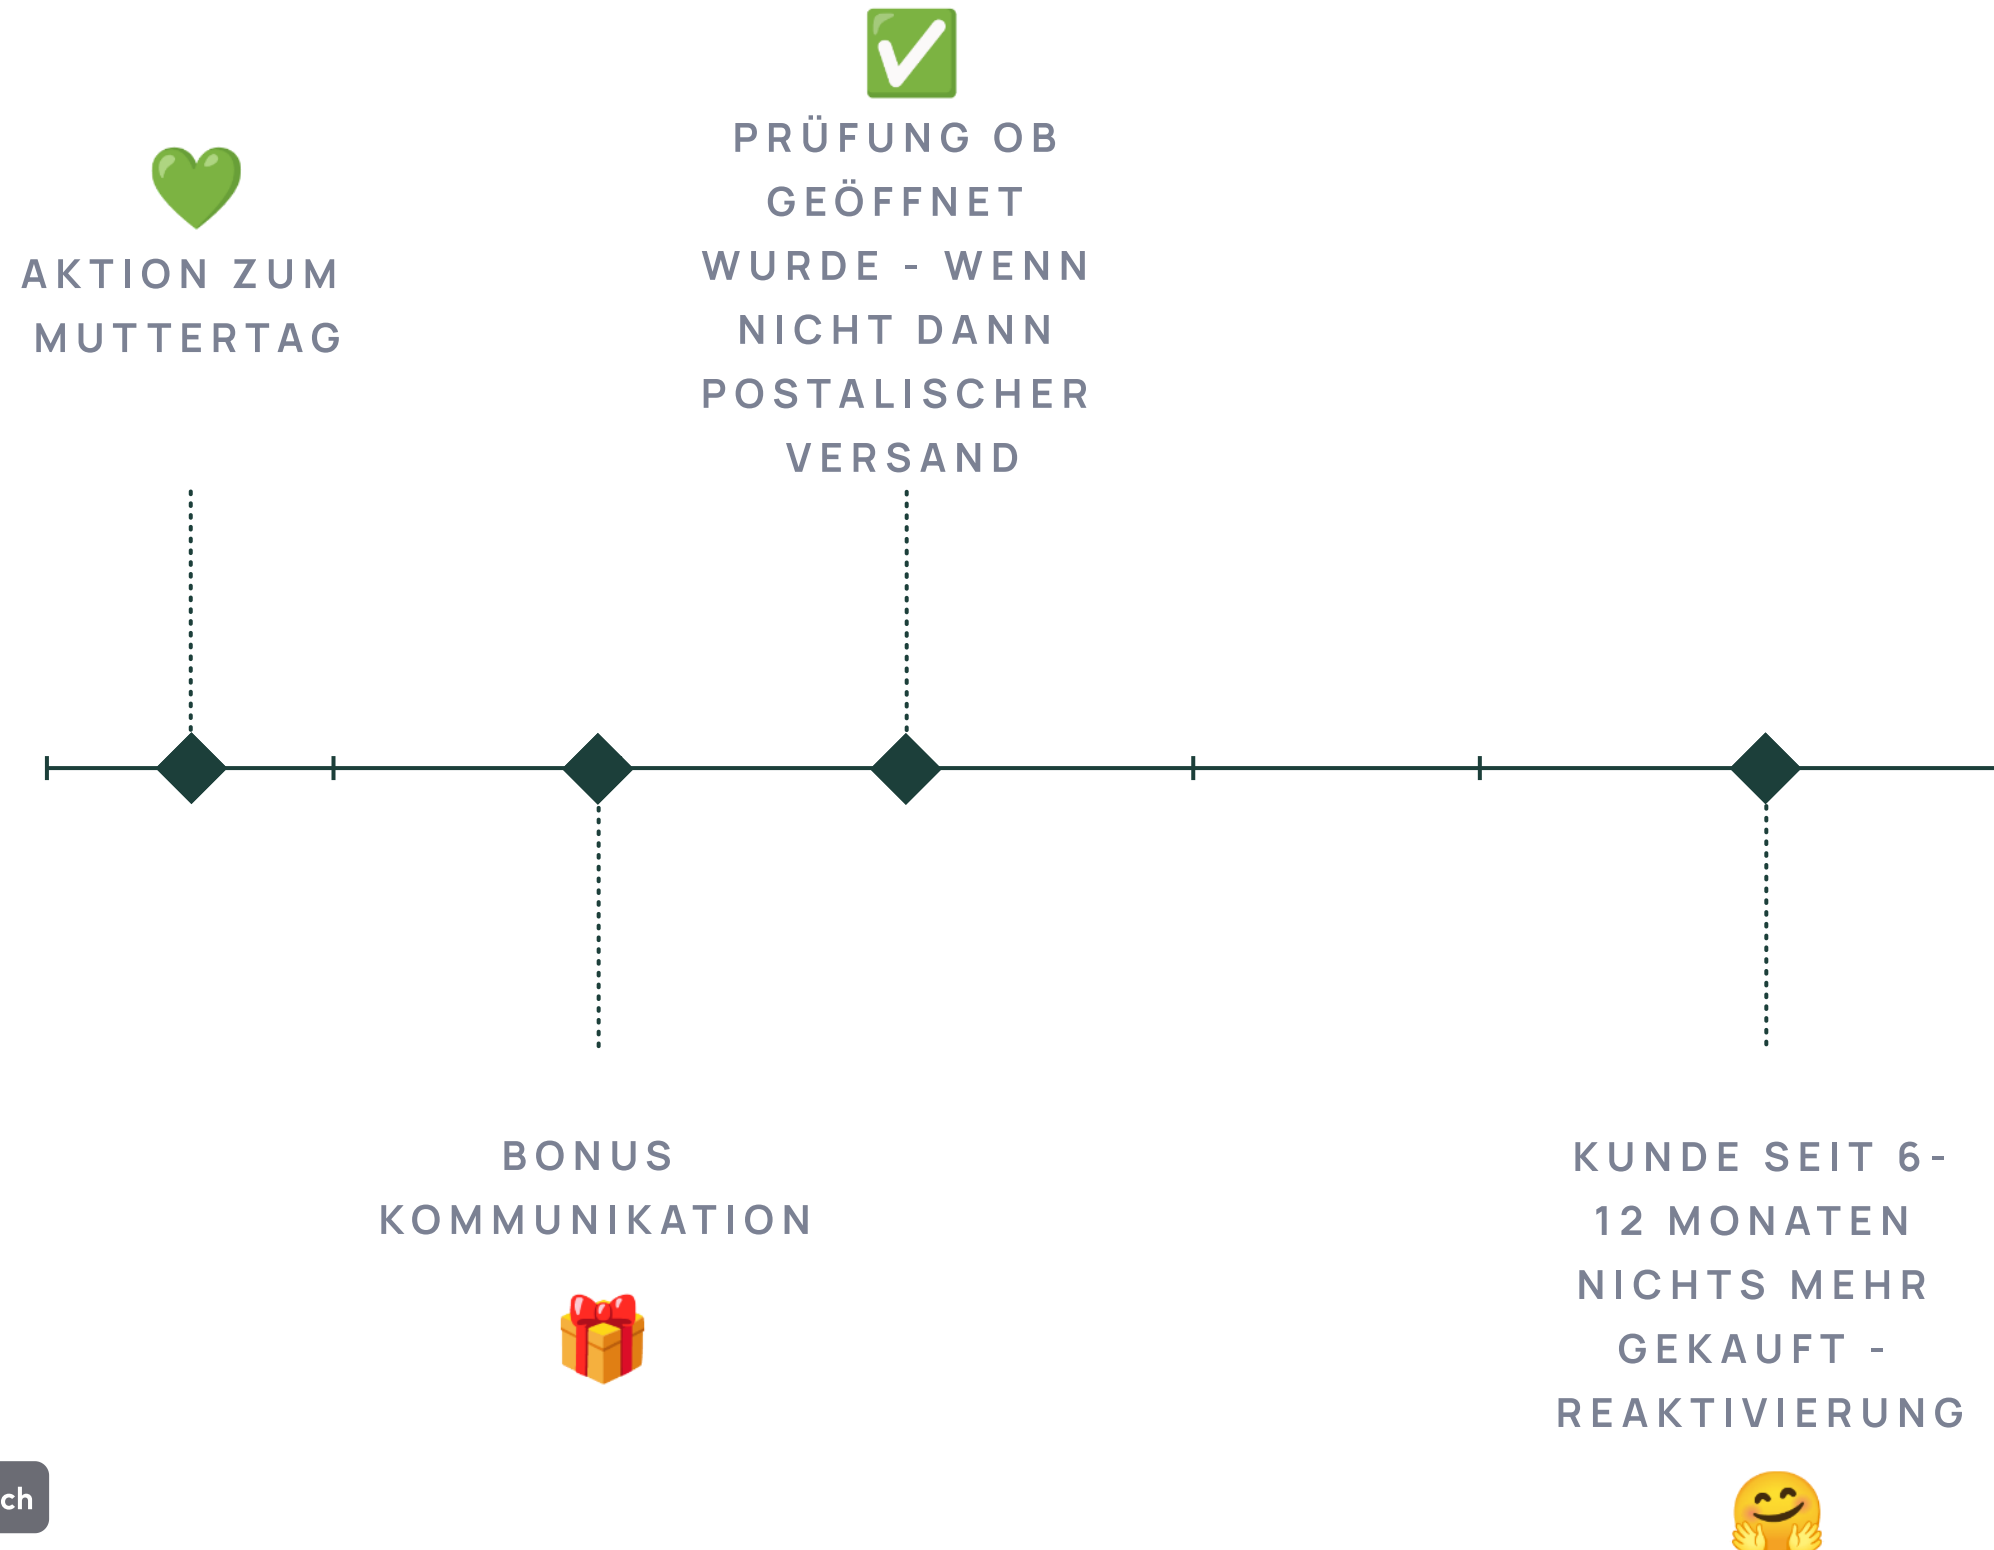 AKTION ZUM
MUTTERTAG
PRÜFUNG OB
GEÖFFNET
WURDE - WENN
NICHT DANN
POSTALISCHER
VERSAND
BONUS
KOMMUNIKATION
KUNDE SEIT 6-
12 MONATEN
NICHTS MEHR
GEKAUFT -
REAKTIVIERUNG
ch